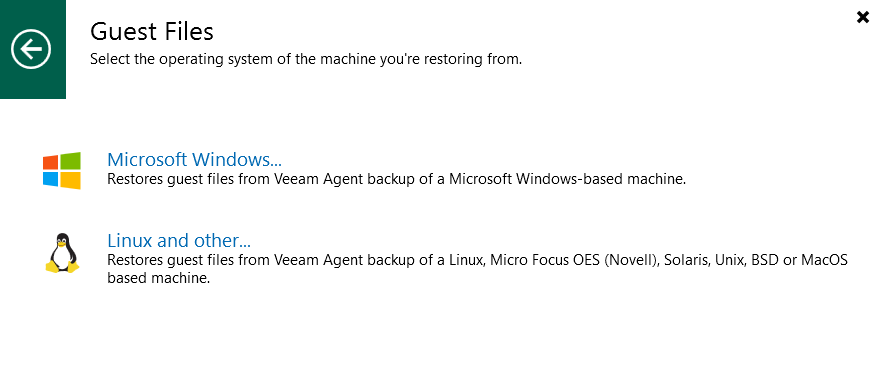 Guest Files
Select the operating system of the machine you're restoring from.
Microsoft Windows...
Restores guest files from Veeam Agent backup of a Microsoft Windows-based machine.
Linux and other...
Restores guest files from Veeam Agent backup of a Linux, Micro Focus OES (Novell), Solaris, Unix, BSD or MacOS
based machine.